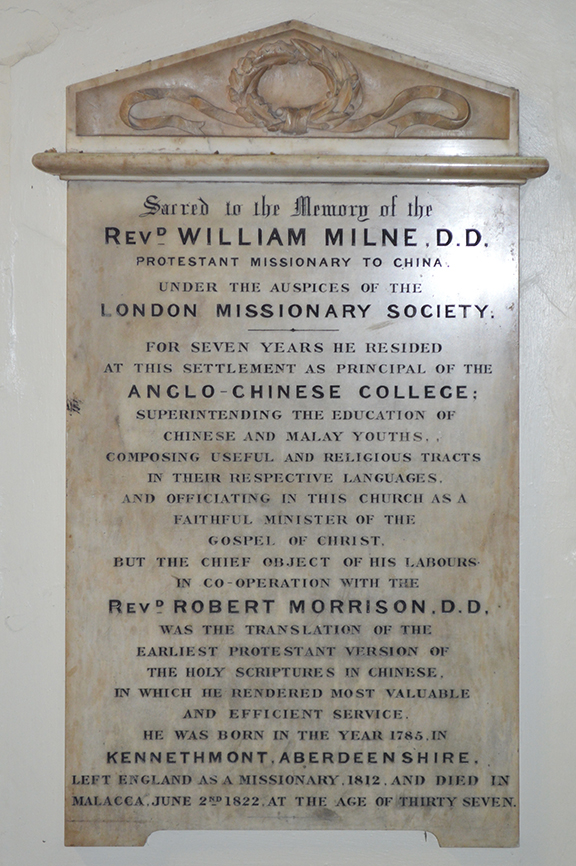 Sacred to the Memory of the
REVD WILLIAM MILNE, D.D,
PROTESTANT MISSIONARY TO CHINA,
UNDER THE AUSPICES OF THE
LONDON MISSIONARY SOCIETY.
FOR SEVEN YEARS HE RESIDED
AT THIS SETTLEMENT AS PRINCIPAL OF THE
ANGLO-CHINESE COLLEGE;
SUPERINTENDING THE EDUCATION OF
CHINESE AND MALAY YOUTHS,,
COMPOSING USEFUL AND RELIGIOUS TRACTS
IN THEIR RESPECTIVE LANGUAGES,
AND OFFICIATING IN THIS CHURCH AS A
FAITHFUL MINISTER OF THE
GOSPEL OF CHRIST,
BUT THE CHIEF OBJECT OF HIS LABOURS
IN CO-OPERATION WITH THE
REVD ROBERT MORRISON, D.D,
WAS THE TRANSLATION OF THE
EARLIEST PROTESTANT VERSION OF
THE HOLY SCRIPTURES IN CHINESE,
IN WHICH HE RENDERED MOST VALUABLE
AND EFFICIENT SERVICE.
HE WAS BORN IN THE YEAR 1785, IN
KENNETHMONT, ABERDEENSHIRE,
LEFT ENGLAND AS A MISSIONARY, 1812, AND DIED IN
MALACCA, JUNE 2ND 1822, AT THE AGE OF THIRTY SEVEN.